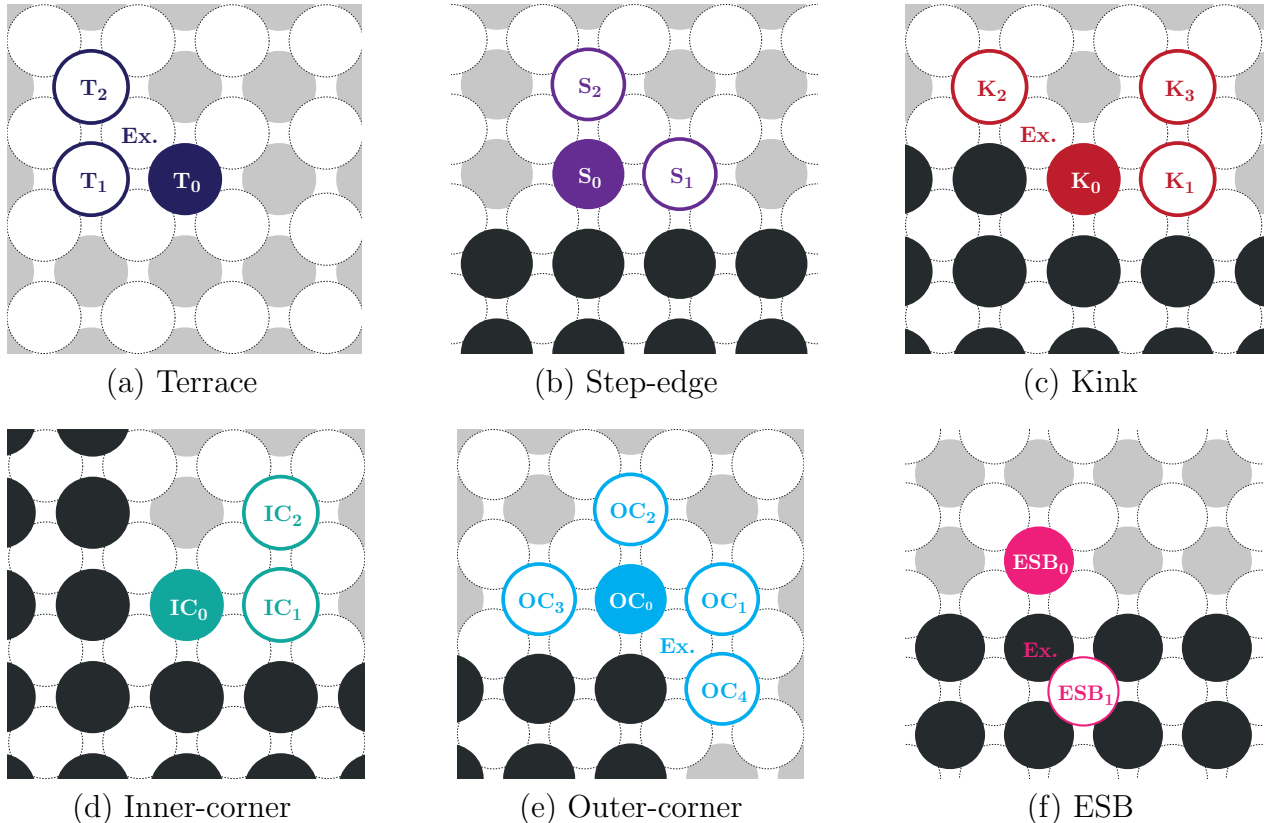 T₂
Ex.
T₁ T₀
(a) Terrace
S₂
S₀ S₁
(b) Step-edge
K₂ K₃
Ex.
K₀ K₁
(c) Kink
IC₂
IC₀ IC₁
(d) Inner-corner
OC₂
OC₃ OC₀ OC₁
Ex.
OC₄
(e) Outer-corner
ESB₀
Ex.
ESB₁
(f) ESB